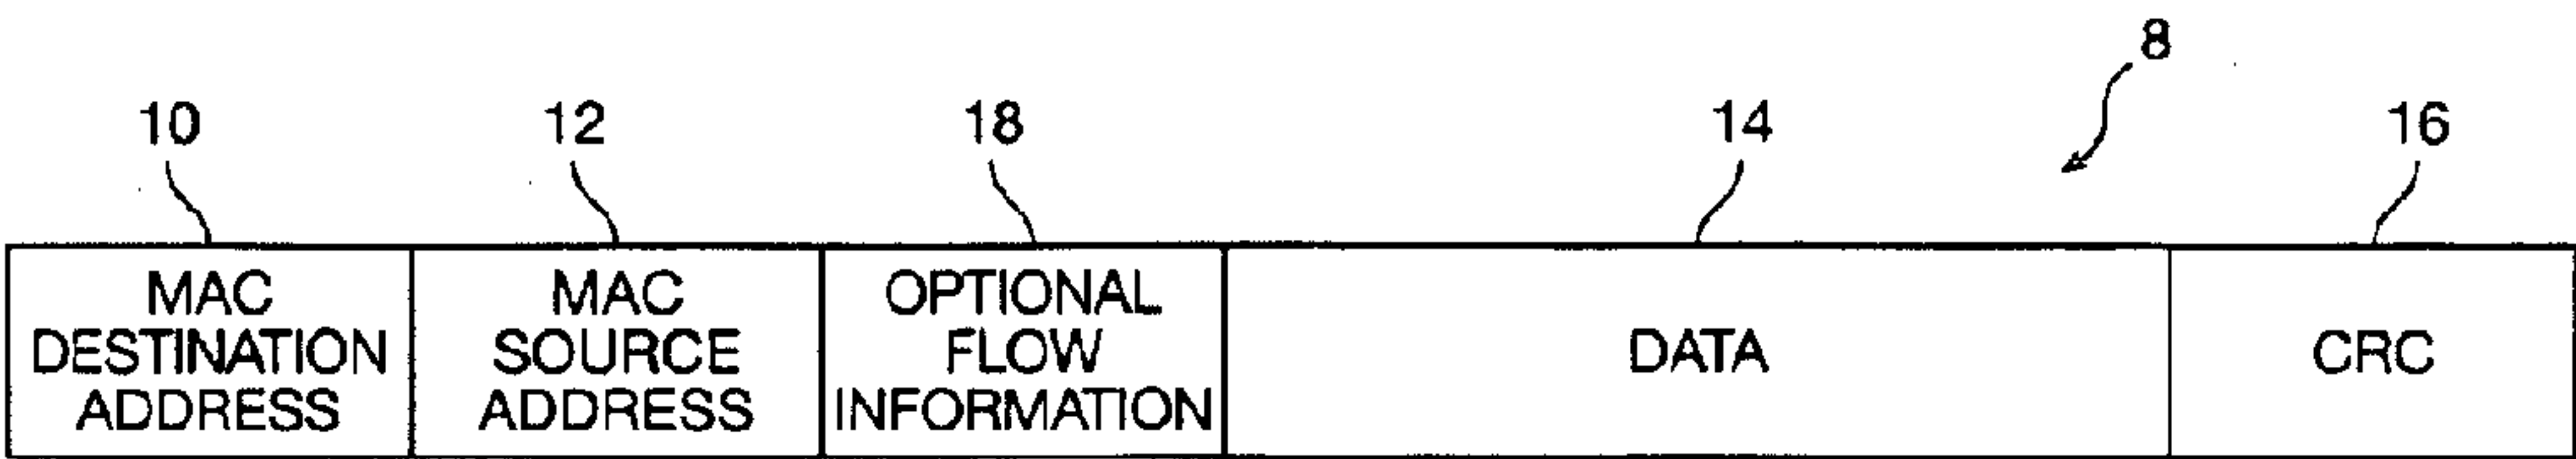 8
10
12
18
14
16
MAC
DESTINATION
ADDRESS
MAC
SOURCE
ADDRESS
OPTIONAL
FLOW
INFORMATION
DATA
CRC